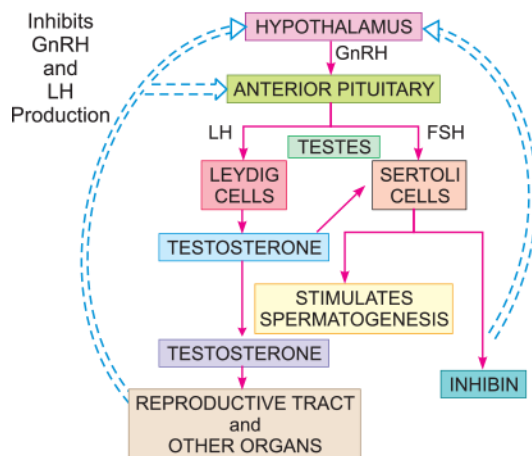 Inhibits
GnRH
and
LH
Production
HYPOTHALAMUS
GnRH
ANTERIOR PITUITARY
LH
FSH
TESTES
LEYDIG
CELLS
SERTOLI
CELLS
TESTOSTERONE
STIMULATES
SPERMATOGENESIS
TESTOSTERONE
INHIBIN
REPRODUCTIVE TRACT
and
OTHER ORGANS